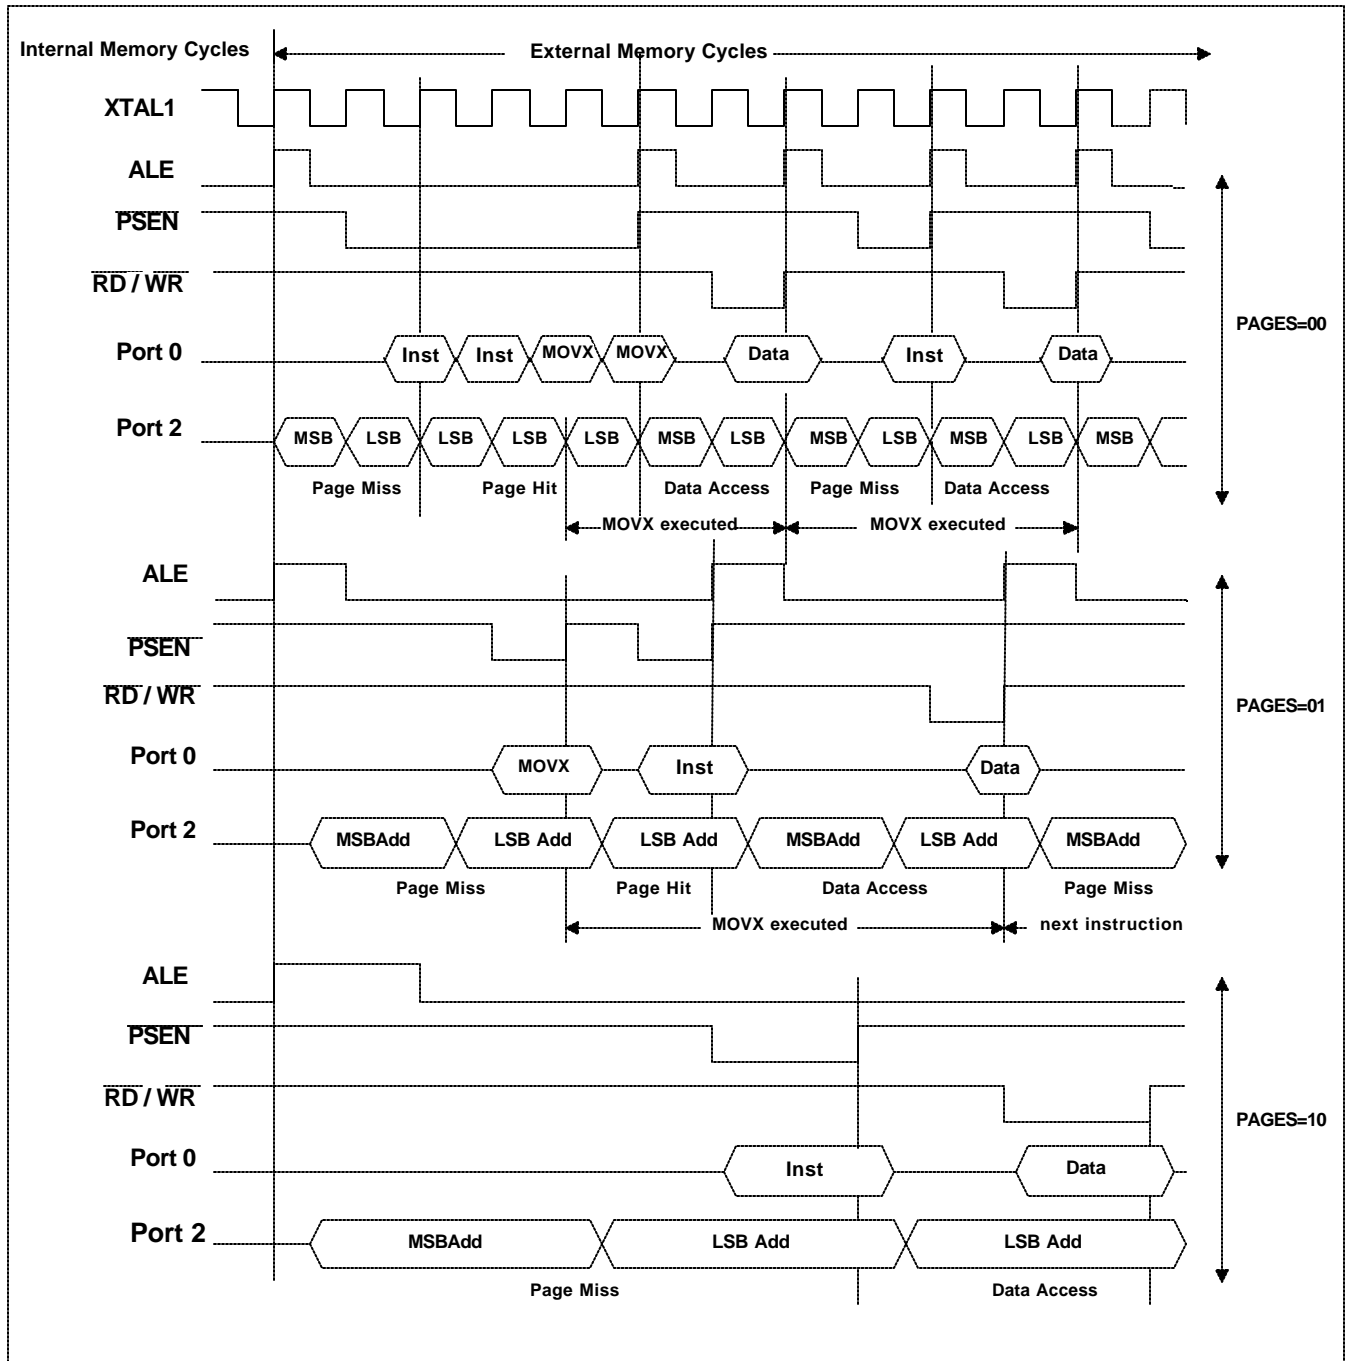 Internal Memory Cycles External Memory Cycles
XTAL1
ALE
PSEN
RD / WR
PAGES=00
Port 0 Inst Inst MOVX MOVX Data Inst Data
Port 2 MSB LSB LSB LSB LSB MSB LSB MSB LSB MSB LSB MSB
Page Miss Page Hit Data Access Page Miss Data Access
MOVX executed MOVX executed
ALE
PSEN
RD / WR PAGES=01
Port 0 MOVX Inst Data
Port 2 MSBAdd LSB Add LSB Add MSBAdd LSB Add MSBAdd
Page Miss Page Hit Data Access Page Miss
MOVX executed next instruction
ALE
PSEN
RD / WR
PAGES=10
Port 0 Inst Data
Port 2 MSBAdd LSB Add LSB Add
Page Miss Data Access